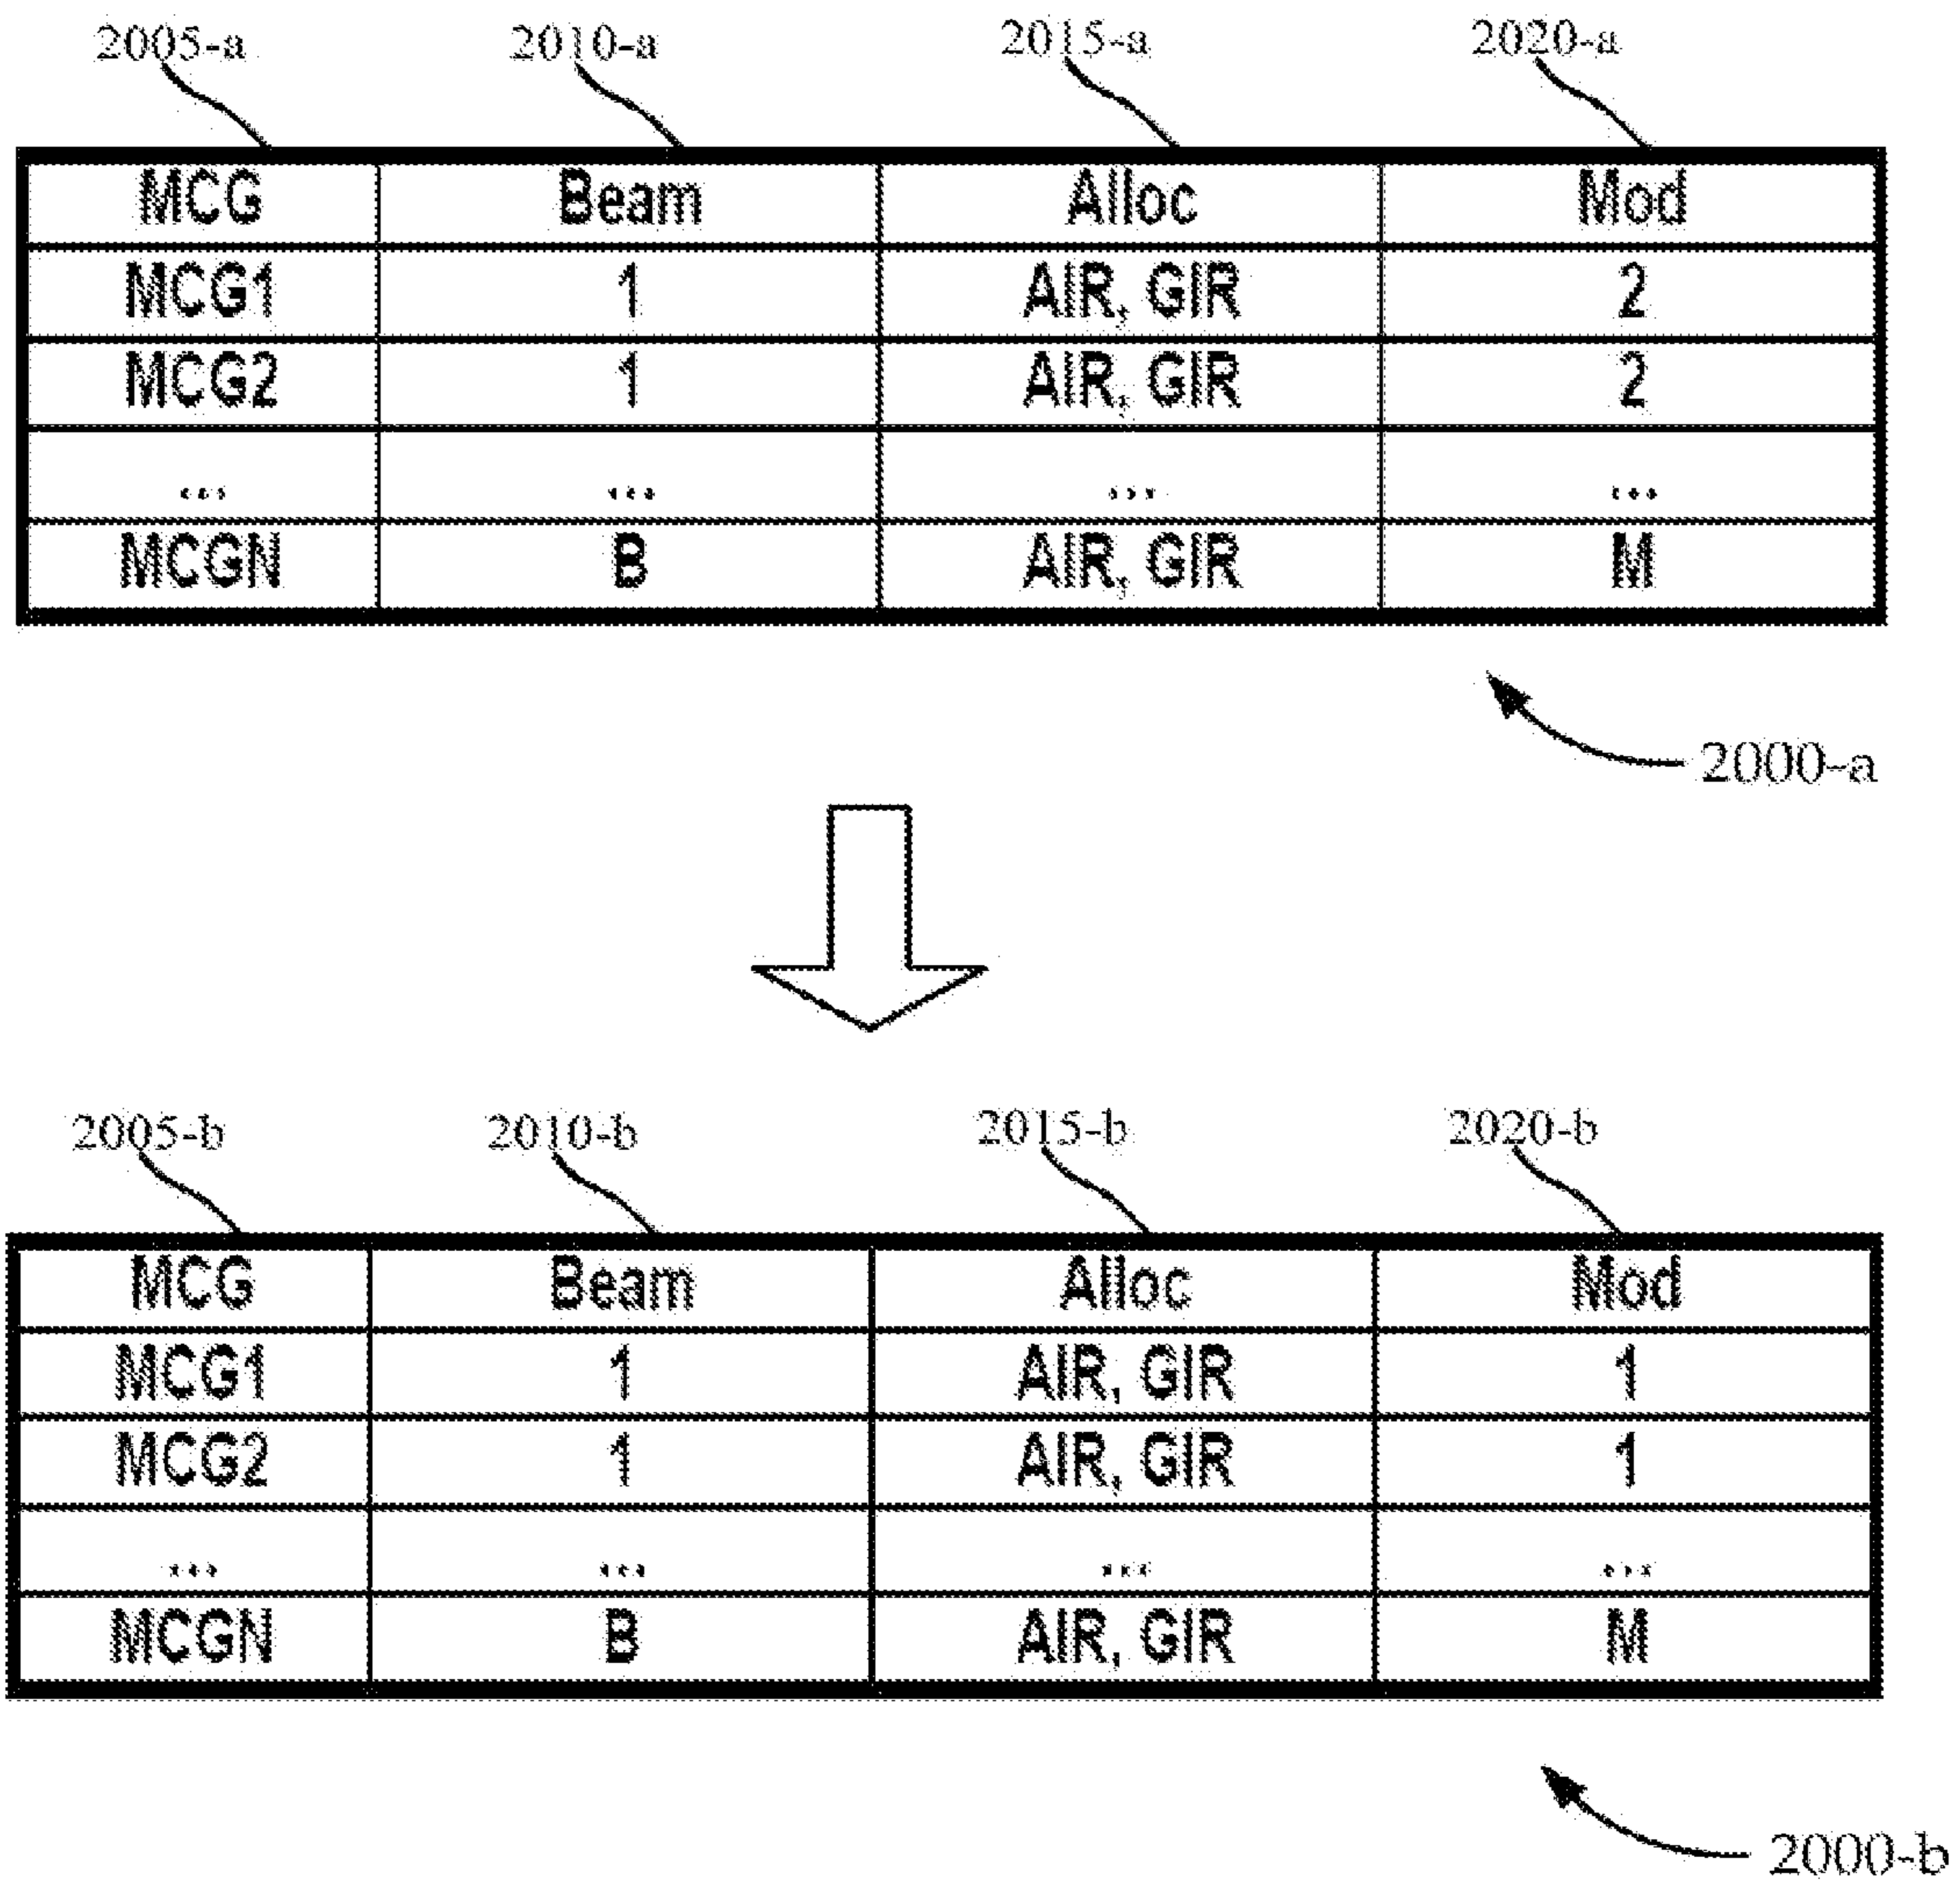 2005-a 2010-a 2015-a 2020-a
MCG Beam Alloc Mod
MCG1 1 AIR, GIR 2
MCG2 1 AIR, GIR 2
... ... ... ...
MCGN B AIR, GIR M
2000-a
2005-b 2010-b 2015-b 2020-b
MCG Beam Alloc Mod
MCG1 1 AIR, GIR 1
MCG2 1 AIR, GIR 1
... ... ... ...
MCGN B AIR, GIR M
2000-b